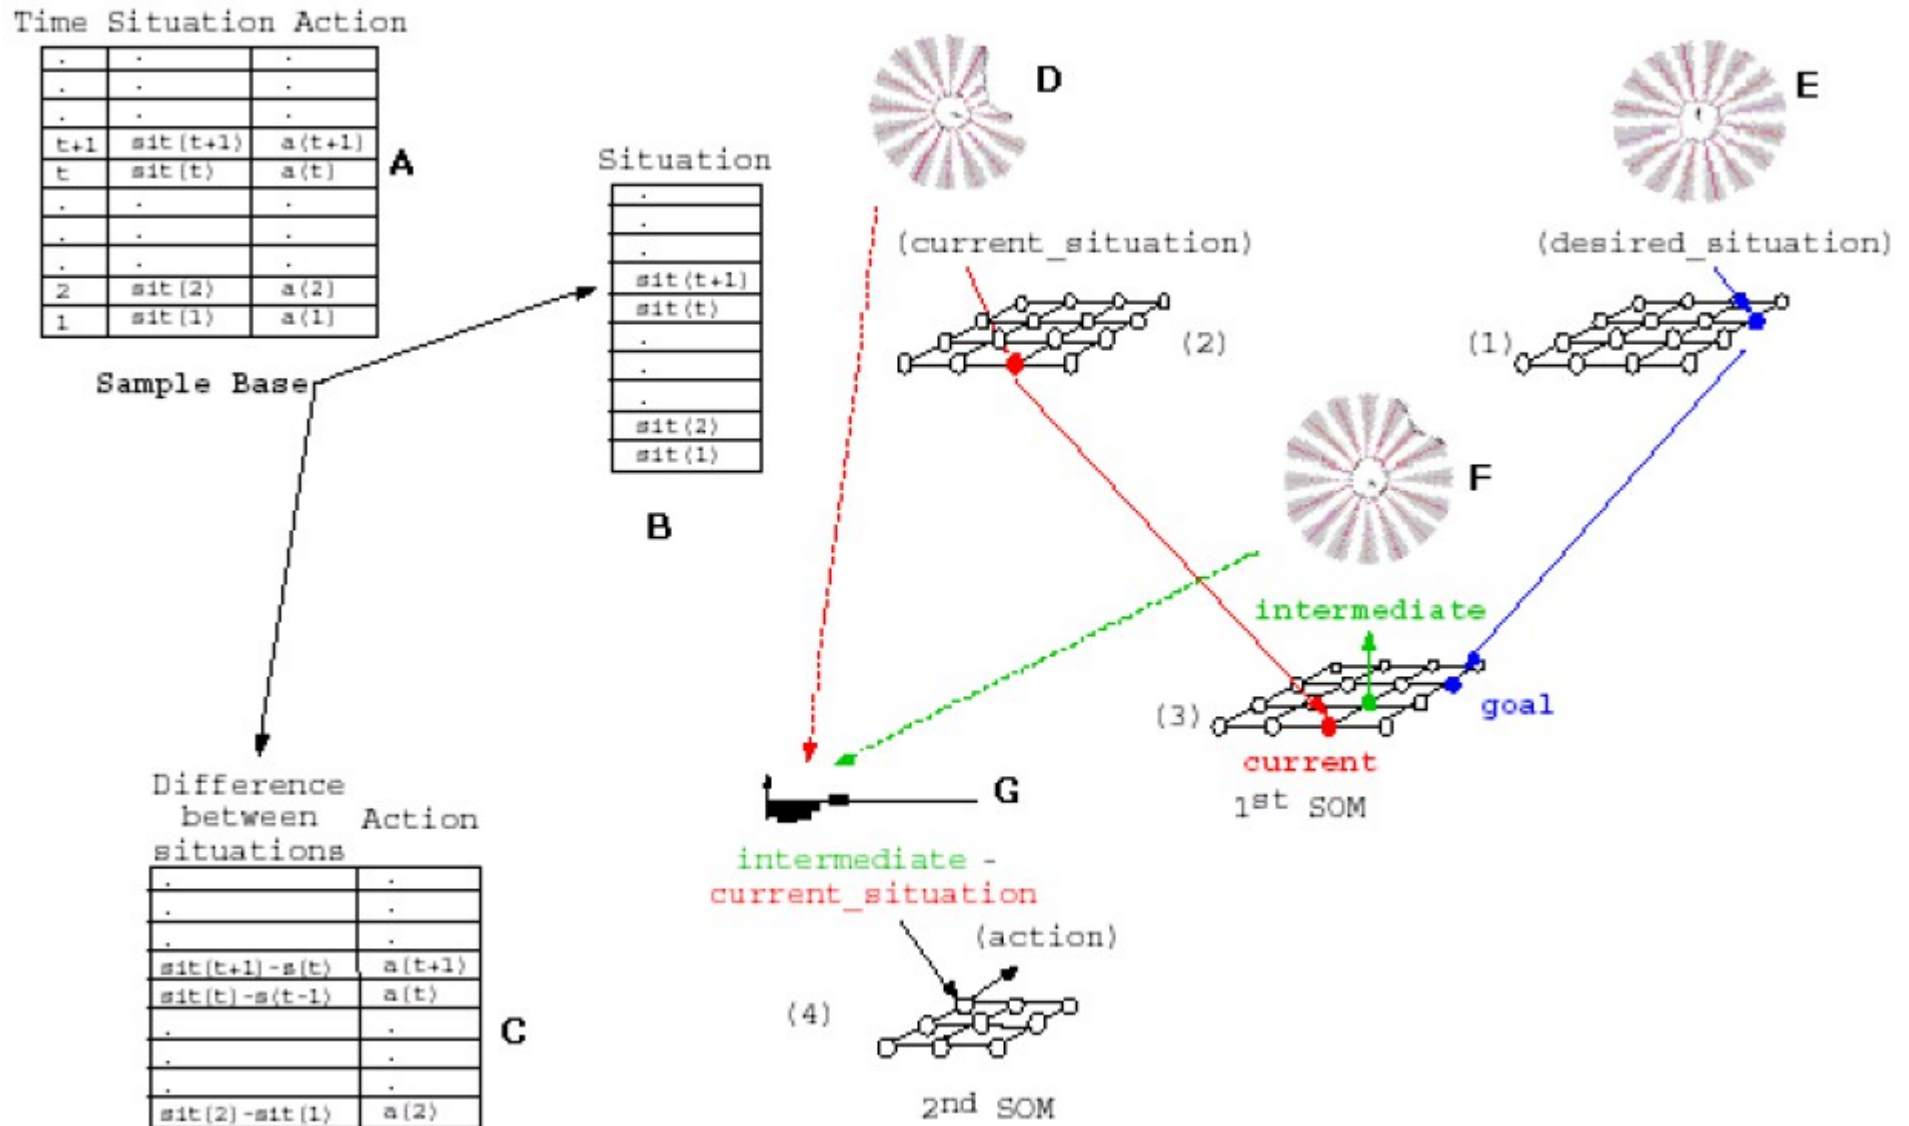 Time Situation Action
. . .
. . .
. . .
t+1 sit(t+1) a(t+1)
t sit(t) a(t)
. . .
. . .
. . .
2 sit(2) a(2)
1 sit(1) a(1)
A
Sample Base
Situation
.
.
.
sit(t+1)
sit(t)
.
.
.
sit(2)
sit(1)
B
D
(current_situation)
(2)
E
(desired_situation)
(1)
F
intermediate
(3)
goal
current
1st SOM
G
intermediate -
current_situation
(action)
(4)
2nd SOM
Difference
between
situations
Action
. .
. .
. .
sit(t+1)-s(t) a(t+1)
sit(t)-s(t-1) a(t)
. .
. .
. .
sit(2)-sit(1) a(2)
C